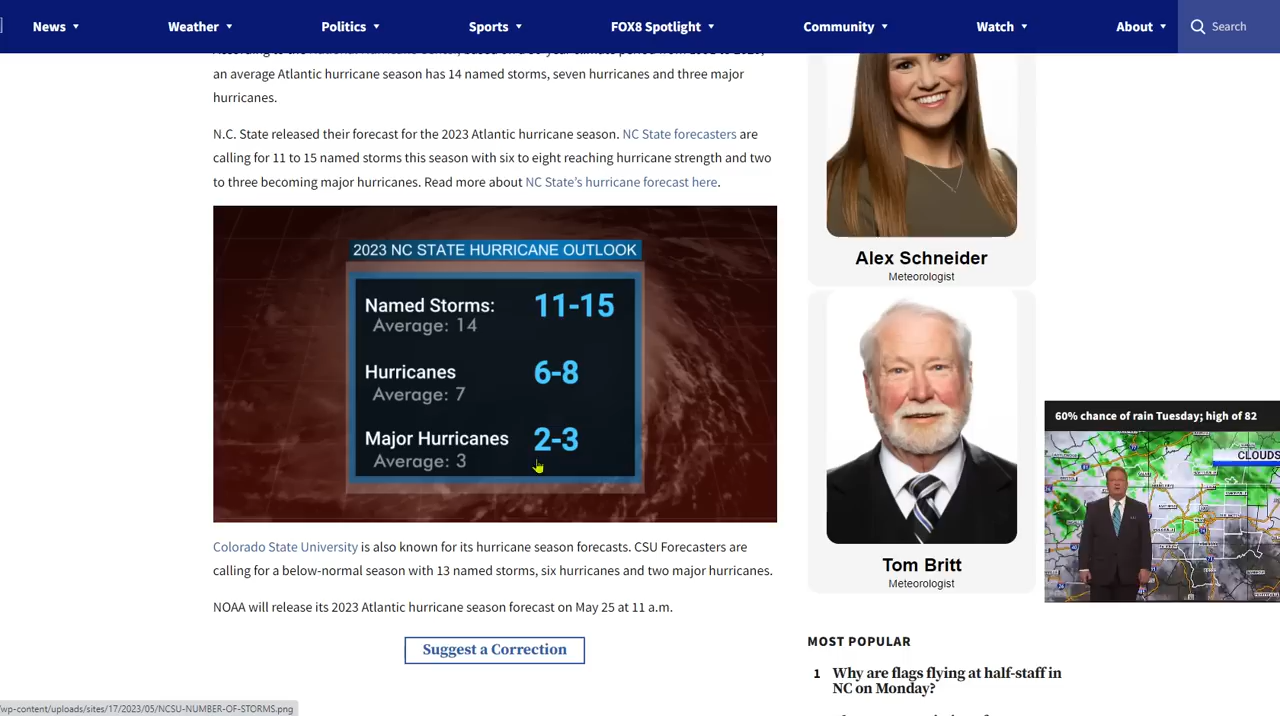 News
Weather
Politics
Sports
FOX8 Spotlight
Community
Watch
About
Search
an average Atlantic hurricane season has 14 named storms, seven hurricanes and three major
hurricanes.
N.C. State released their forecast for the 2023 Atlantic hurricane season. NC State forecasters are
calling for 11 to 15 named storms this season with six to eight reaching hurricane strength and two
to three becoming major hurricanes. Read more about NC State's hurricane forecast here.
2023 NC STATE HURRICANE OUTLOOK
Named Storms: 11-15
Average: 14
Hurricanes 6-8
Average: 7
Major Hurricanes 2-3
Average: 3
Colorado State University is also known for its hurricane season forecasts. CSU Forecasters are
calling for a below-normal season with 13 named storms, six hurricanes and two major hurricanes.
NOAA will release its 2023 Atlantic hurricane season forecast on May 25 at 11 a.m.
Suggest a Correction
Alex Schneider
Meteorologist
Tom Britt
Meteorologist
60% chance of rain Tuesday; high of 82
CLOUDS
MOST POPULAR
1 Why are flags flying at half-staff in
NC on Monday?
/wp-content/uploads/sites/17/2023/05/NCSU-NUMBER-OF-STORMS.png